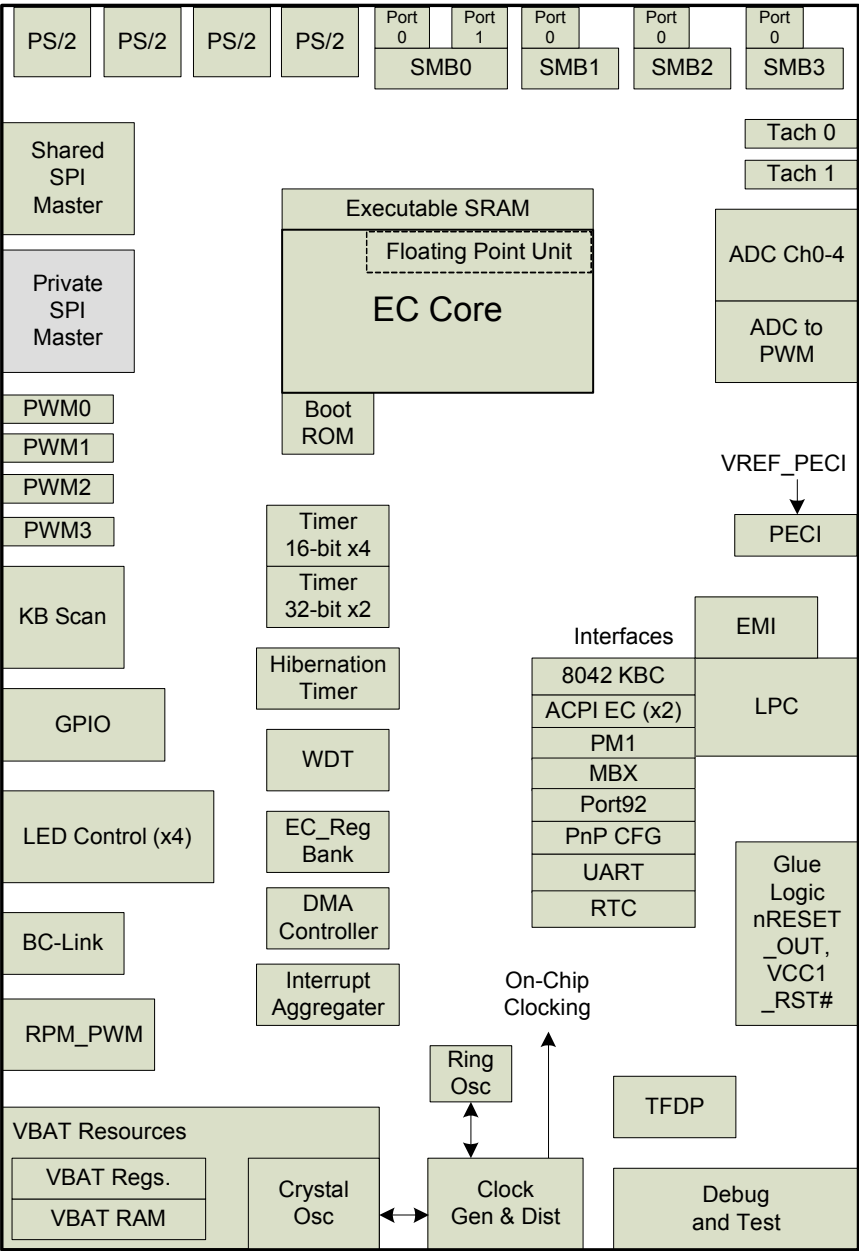 PS/2
PS/2
PS/2
PS/2
Port
0
Port
1
SMB0
Port
0
SMB1
Port
0
SMB2
Port
0
SMB3
Tach 0
Tach 1
Shared
SPI
Master
Executable SRAM
Floating Point Unit
EC Core
Boot
ROM
ADC Ch0-4
ADC to
PWM
Private
SPI
Master
PWM0
PWM1
PWM2
PWM3
VREF_PECI
PECI
Timer
16-bit x4
Timer
32-bit x2
KB Scan
EMI
Interfaces
8042 KBC
ACPI EC (x2)
PM1
MBX
Port92
PnP CFG
UART
RTC
LPC
Hibernation
Timer
GPIO
WDT
LED Control (x4)
EC_Reg
Bank
Glue
Logic
nRESET
_OUT,
VCC1
_RST#
DMA
Controller
BC-Link
Interrupt
Aggregater
On-Chip
Clocking
RPM_PWM
Ring
Osc
TFDP
VBAT Resources
VBAT Regs.
VBAT RAM
Crystal
Osc
Clock
Gen & Dist
Debug
and Test